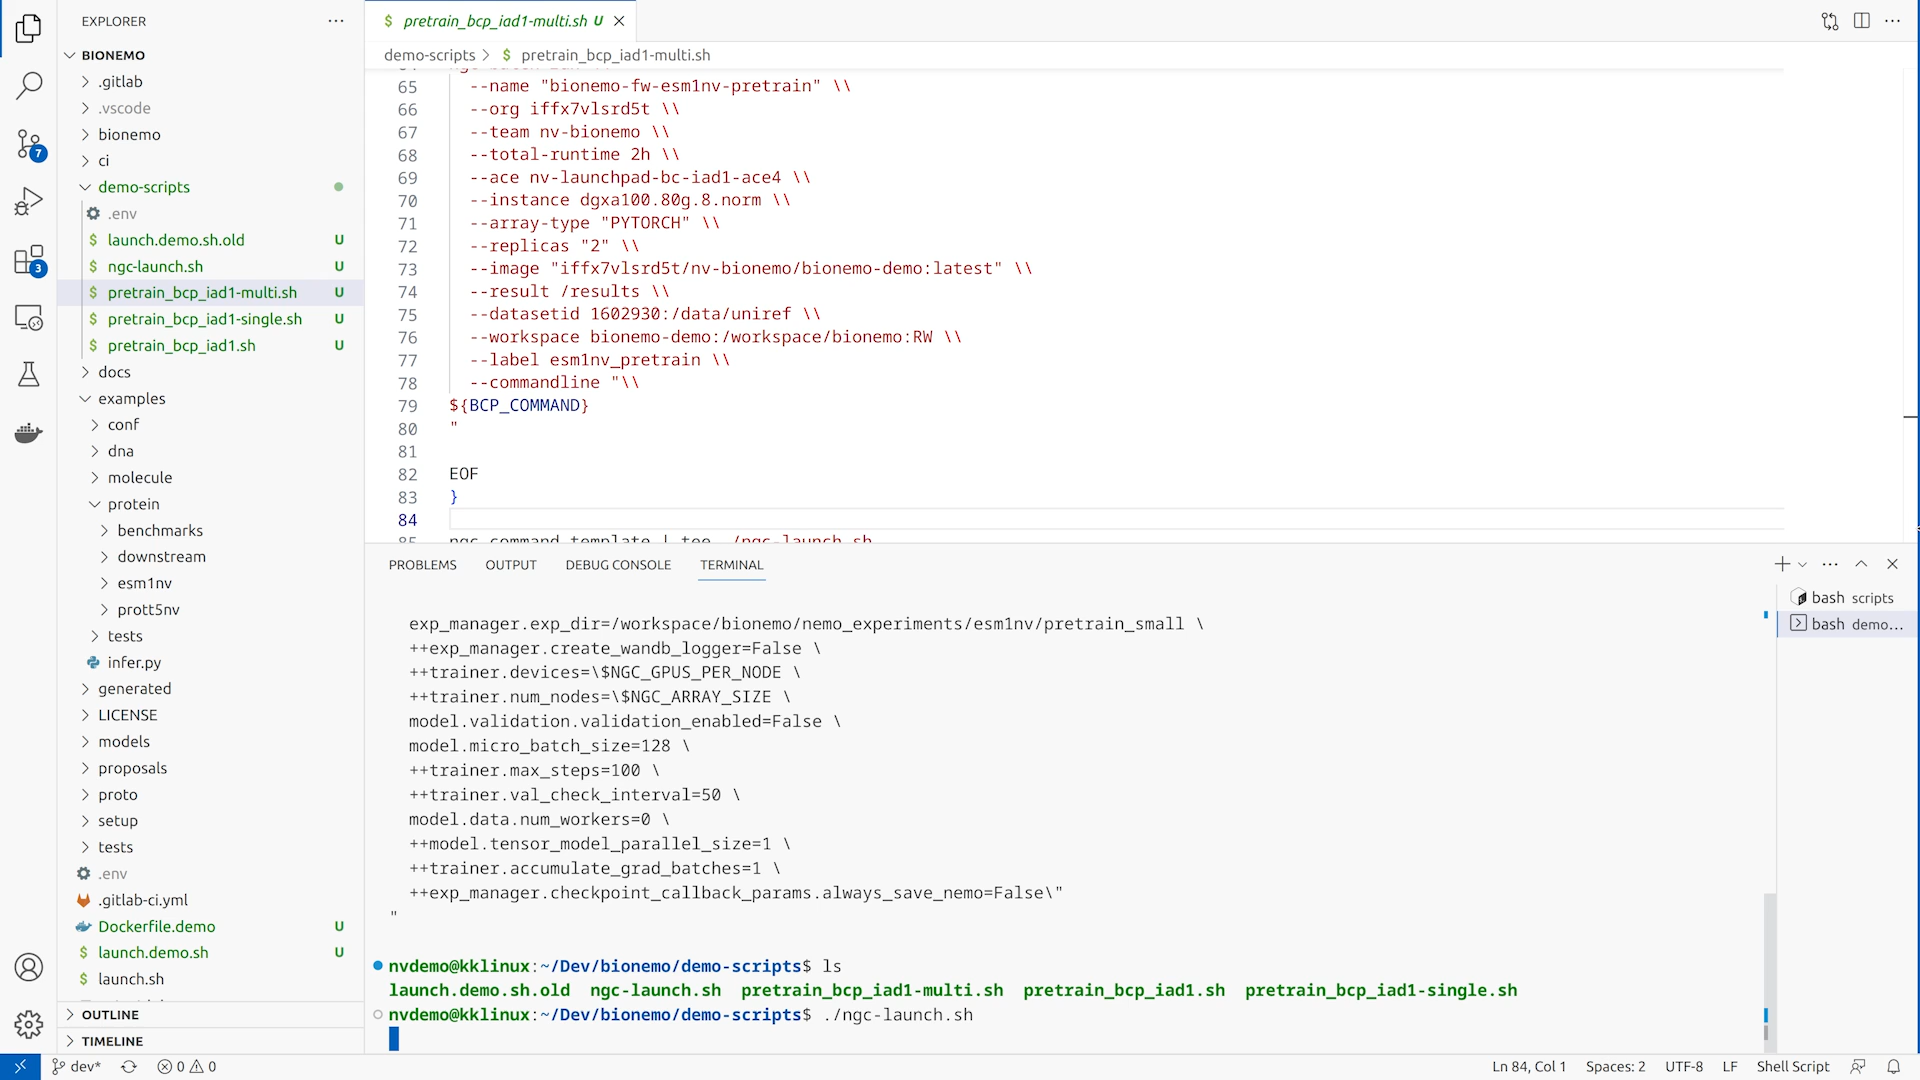 EXPLORER
BIONEMO
.gitlab
.vscode
bionemo
ci
demo-scripts
.env
launch.demo.sh.old U
ngc-launch.sh U
pretrain_bcp_iad1-multi.sh U
pretrain_bcp_iad1-single.sh U
pretrain_bcp_iad1.sh U
docs
examples
conf
dna
molecule
protein
benchmarks
downstream
esm1nv
prott5nv
tests
infer.py
generated
LICENSE
models
proposals
proto
setup
tests
.env
.gitlab-ci.yml
Dockerfile.demo U
launch.demo.sh U
launch.sh
OUTLINE
TIMELINE
7
3
$ pretrain_bcp_iad1-multi.sh U
demo-scripts > $ pretrain_bcp_iad1-multi.sh
65 --name "bionemo-fw-esm1nv-pretrain" \\
66 --org iffx7vlsrd5t \\
67 --team nv-bionemo \\
68 --total-runtime 2h \\
69 --ace nv-launchpad-bc-iad1-ace4 \\
70 --instance dgxa100.80g.8.norm \\
71 --array-type "PYTORCH" \\
72 --replicas "2" \\
73 --image "iffx7vlsrd5t/nv-bionemo/bionemo-demo:latest" \\
74 --result /results \\
75 --datasetid 1602930:/data/uniref \\
76 --workspace bionemo-demo:/workspace/bionemo:RW \\
77 --label esm1nv_pretrain \\
78 --commandline "\\
79 ${BCP_COMMAND}
80 "
81
82 EOF
83 }
84
85 ngc_command_template | tee ./ngc-launch.sh
PROBLEMS OUTPUT DEBUG CONSOLE TERMINAL
exp_manager.exp_dir=/workspace/bionemo/nemo_experiments/esm1nv/pretrain_small \
++exp_manager.create_wandb_logger=False \
++trainer.devices=\$NGC_GPUS_PER_NODE \
++trainer.num_nodes=\$NGC_ARRAY_SIZE \
model.validation.validation_enabled=False \
model.micro_batch_size=128 \
++trainer.max_steps=100 \
++trainer.val_check_interval=50 \
model.data.num_workers=0 \
++model.tensor_model_parallel_size=1 \
++trainer.accumulate_grad_batches=1 \
++exp_manager.checkpoint_callback_params.always_save_nemo=False\"
"
nvdemo@kklinux:~/Dev/bionemo/demo-scripts$ ls
launch.demo.sh.old ngc-launch.sh pretrain_bcp_iad1-multi.sh pretrain_bcp_iad1.sh pretrain_bcp_iad1-single.sh
nvdemo@kklinux:~/Dev/bionemo/demo-scripts$ ./ngc-launch.sh
bash scripts
bash demo...
dev* 0 0 Ln 84, Col 1 Spaces: 2 UTF-8 LF Shell Script